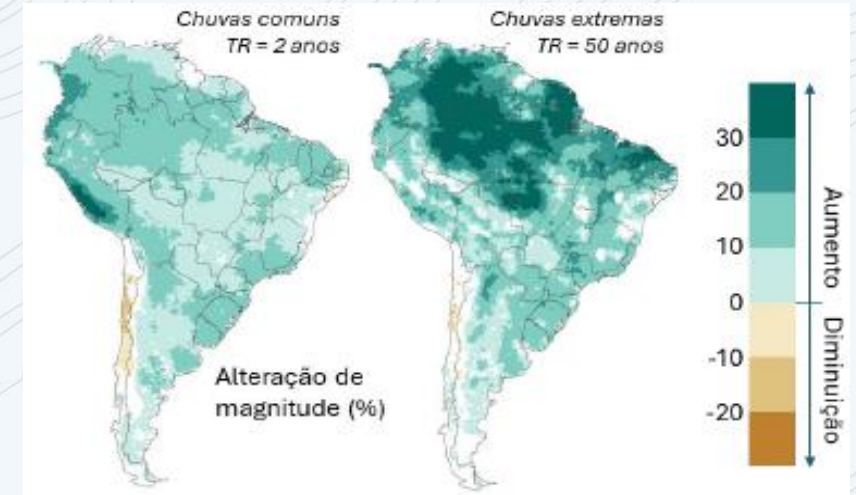 Chuvas comuns
TR = 2 anos
Chuvas extremas
TR = 50 anos
30
20
10
0
-10
-20
Aumento
Diminuição
Alteração de
magnitude (%)